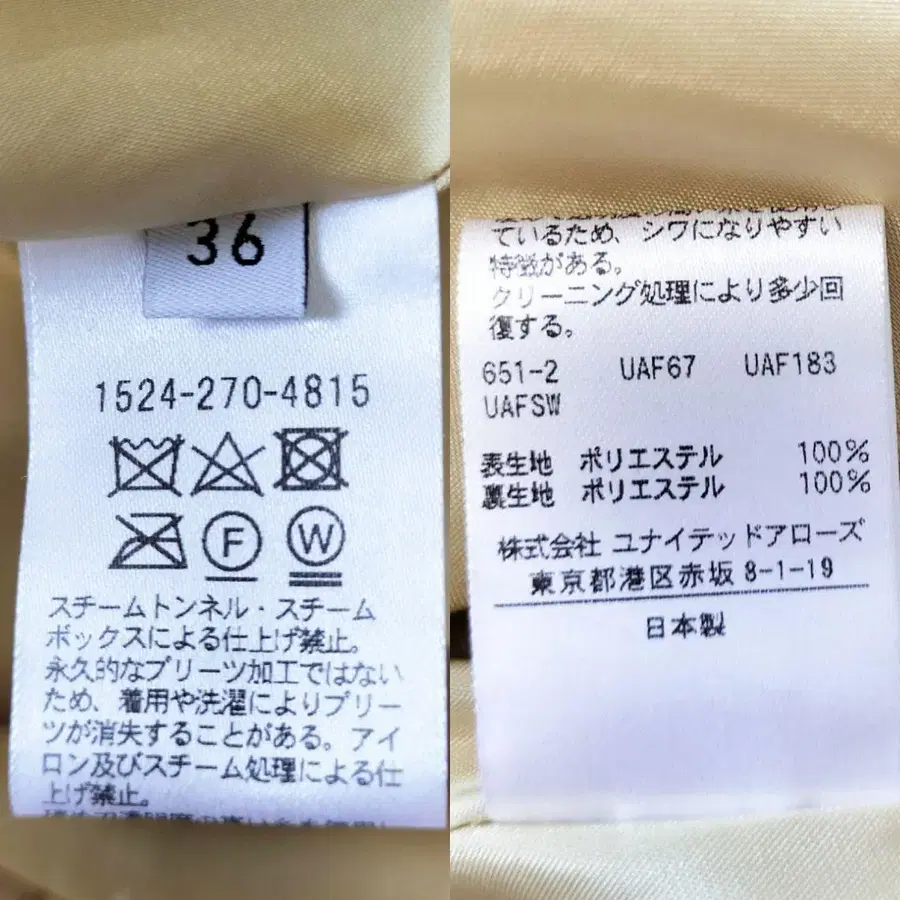 36
1524-270-4815
F
W
スチームトンネル・スチーム
ボックスによる仕上げ禁止。
永久的なプリーツ加工ではない
ため、着用や洗濯によりプリー
ツが消失することがある。アイ
ロン及びスチーム処理による仕
上げ禁止。
ているため、シワになりやすい
特徴がある。
クリーニング処理により多少回
復する。
651-2 UAF67 UAF183
UAFSW
表生地 ポリエステル 100%
裏生地 ポリエステル 100%
株式会社 ユナイテッドアローズ
東京都港区赤坂8-1-19
日本製